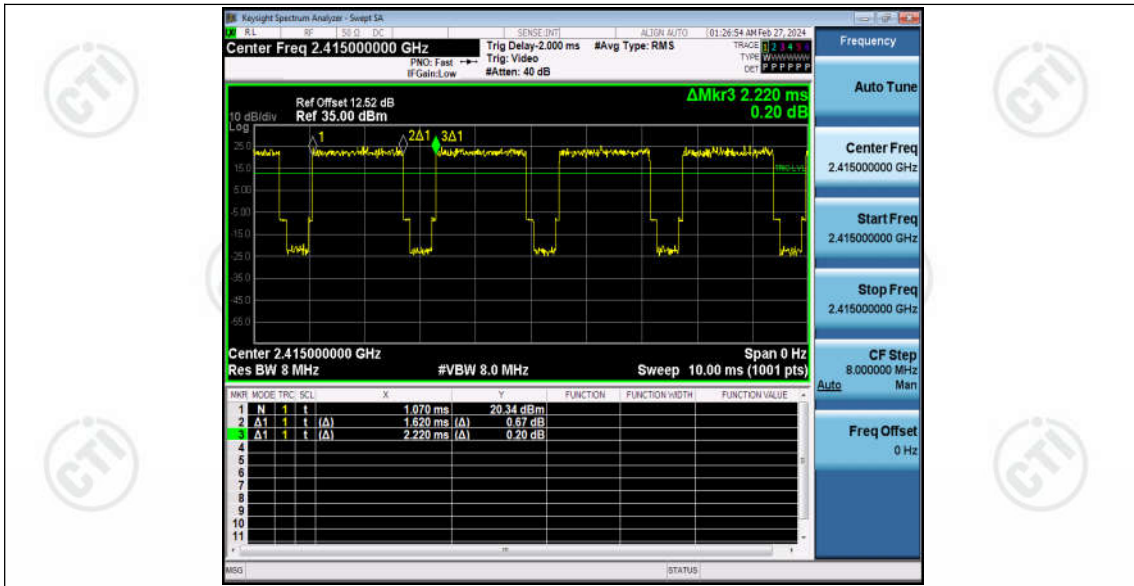 Keysight Spectrum Analyzer - Swept SA
RL RF 50 Ω DC SENSE:INT ALIGN AUTO 01:26:54 AM Feb 27, 2024
Center Freq 2.415000000 GHz
PNO: Fast
IFGain:Low
Trig Delay-2.000 ms
Trig: Video
#Atten: 40 dB
#Avg Type: RMS
TRACE 1 2 3 4 5 6
TYPE WWWWWW
DET P P P P P P
ΔMkr3 2.220 ms
0.20 dB
Ref Offset 12.52 dB
10 dB/div Ref 35.00 dBm
Log
1 2Δ1 3Δ1
25.0
15.0
TRIG LVL
5.00
-5.00
-15.0
-25.0
-35.0
-45.0
-55.0
Center 2.415000000 GHz Span 0 Hz
Res BW 8 MHz #VBW 8.0 MHz Sweep 10.00 ms (1001 pts)
MKR MODE TRC SCL X Y FUNCTION FUNCTION WIDTH FUNCTION VALUE
1 N 1 t 1.070 ms 20.34 dBm
2 Δ1 1 t (Δ) 1.620 ms (Δ) 0.67 dB
3 Δ1 1 t (Δ) 2.220 ms (Δ) 0.20 dB
4
5
6
7
8
9
10
11
MSG STATUS
Frequency
Auto Tune
Center Freq
2.415000000 GHz
Start Freq
2.415000000 GHz
Stop Freq
2.415000000 GHz
CF Step
8.000000 MHz
Auto Man
Freq Offset
0 Hz
CTI
CTI
CTI
CTI